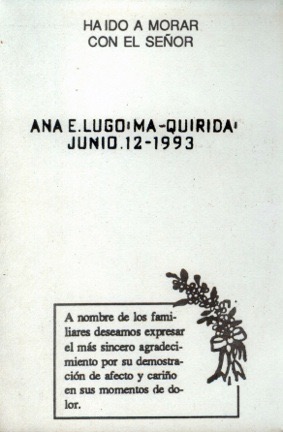 HA IDO A MORAR
CON EL SEÑOR
ANA E. LUGO'MA-QUIRIDA'
JUNIO.12-1993
A nombre de los fami-
liares deseamos expresar
el más sincero agradeci-
miento por su demostra-
ción de afecto y cariño
en sus momentos de do-
lor.